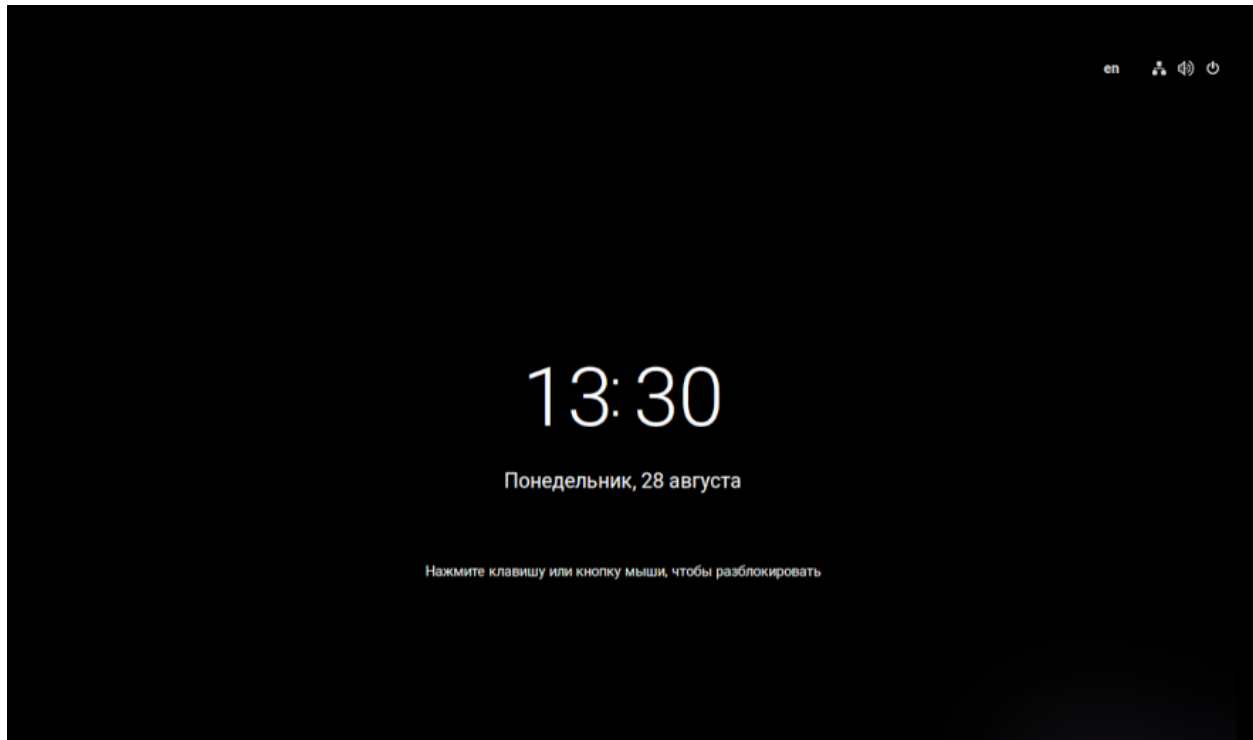 en
13:30
Понедельник, 28 августа
Нажмите клавишу или кнопку мыши, чтобы разблокировать